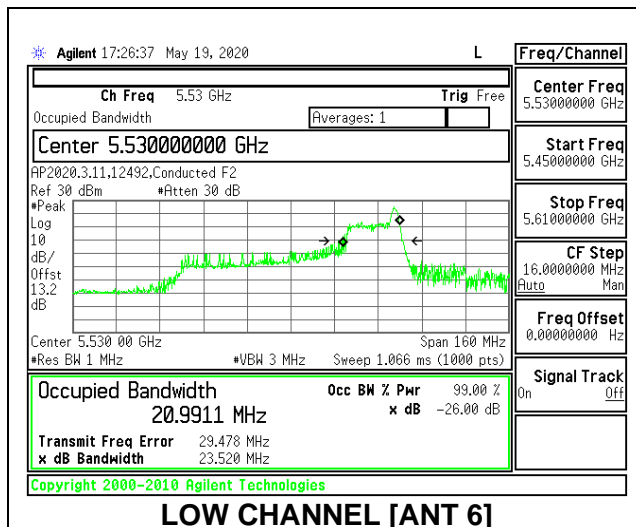 Agilent 17:26:37 May 19, 2020 L
Freq/Channel
Ch Freq 5.53 GHz Trig Free
Occupied Bandwidth Averages: 1
Center 5.530000000 GHz
AP2020.3.11,12492,Conducted F2
Ref 30 dBm #Atten 30 dB
#Peak
Log
10
dB/
Offst
13.2
dB
Center 5.530 00 GHz Span 160 MHz
#Res BW 1 MHz #VBW 3 MHz Sweep 1.066 ms (1000 pts)
Occupied Bandwidth Occ BW % Pwr 99.00 %
20.9911 MHz x dB -26.00 dB
Transmit Freq Error 29.478 MHz
x dB Bandwidth 23.520 MHz
Copyright 2000-2010 Agilent Technologies
Center Freq
5.53000000 GHz
Start Freq
5.45000000 GHz
Stop Freq
5.61000000 GHz
CF Step
16.0000000 MHz
Auto Man
Freq Offset
0.00000000 Hz
Signal Track
On Off
LOW CHANNEL [ANT 6]